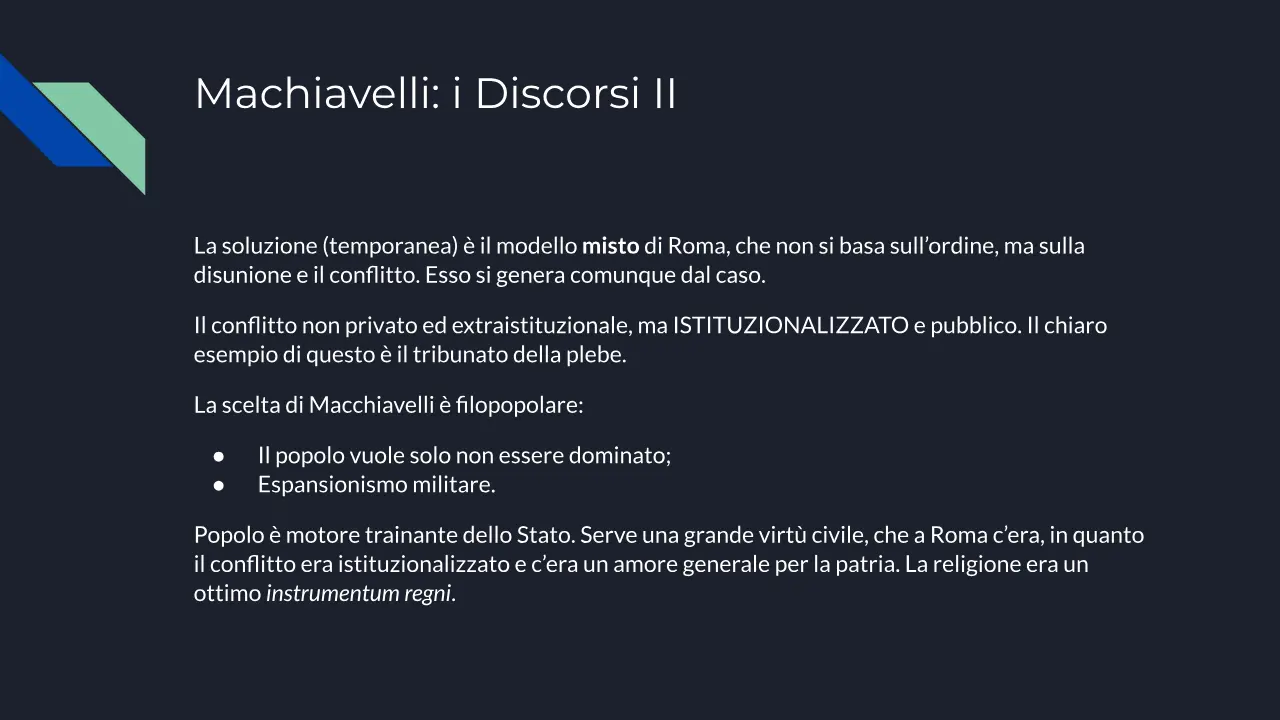 Machiavelli: i Discorsi II
La soluzione (temporanea) è il modello misto di Roma, che non si basa sull’ordine, ma sulla
disunione e il conflitto. Esso si genera comunque dal caso.
Il conflitto non privato ed extraistituzionale, ma ISTITUZIONALIZZATO e pubblico. Il chiaro
esempio di questo è il tribunato della plebe.
La scelta di Macchiavelli è filopopolare:
● Il popolo vuole solo non essere dominato;
● Espansionismo militare.
Popolo è motore trainante dello Stato. Serve una grande virtù civile, che a Roma c’era, in quanto
il conflitto era istituzionalizzato e c’era un amore generale per la patria. La religione era un
ottimo instrumentum regni.